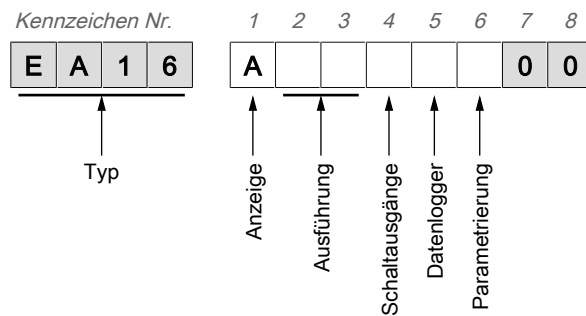 Kennzeichen Nr. 1 2 3 4 5 6 7 8
E A 1 6 A 0 0
Typ
Anzeige
Ausführung
Schaltausgänge
Datenlogger
Parametrierung